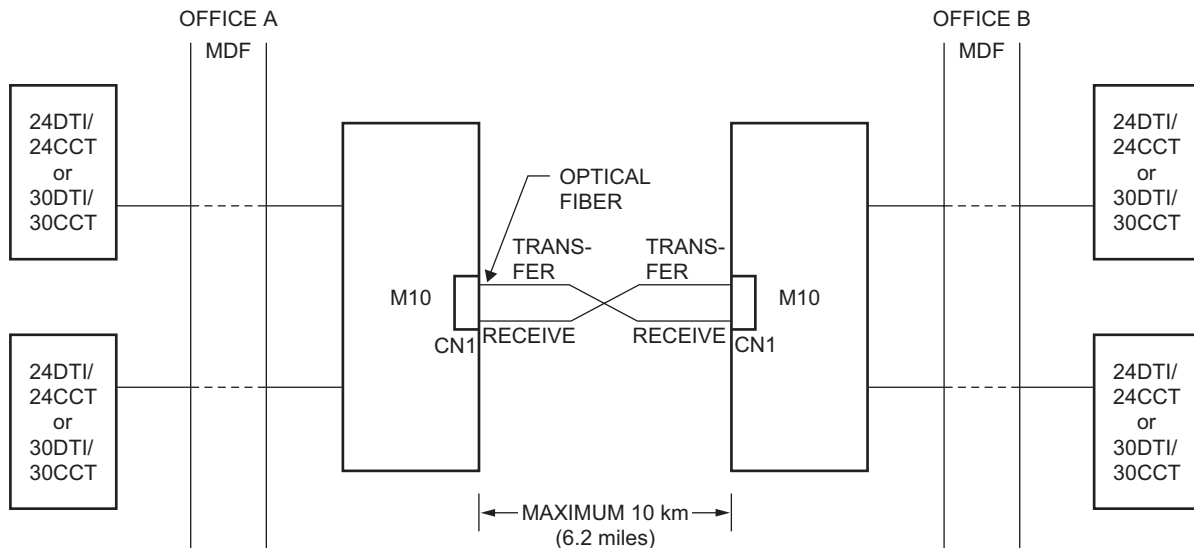 OFFICE A
MDF
OFFICE B
MDF
24DTI/
24CCT
or
30DTI/
30CCT
24DTI/
24CCT
or
30DTI/
30CCT
OPTICAL
FIBER
TRANS-
FER
TRANS-
FER
M10
M10
CN1
RECEIVE
RECEIVE
CN1
24DTI/
24CCT
or
30DTI/
30CCT
24DTI/
24CCT
or
30DTI/
30CCT
MAXIMUM 10 km
(6.2 miles)